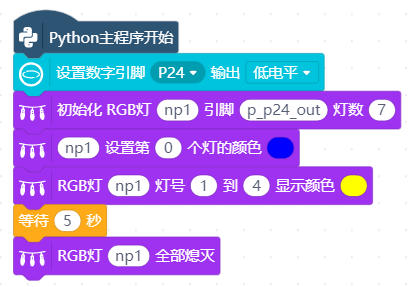 Python主程序开始
设置数字引脚 P24 输出 低电平
初始化 RGB灯 np1 引脚 p_p24_out 灯数 7
np1 设置第 0 个灯的颜色
RGB灯 np1 灯号 1 到 4 显示颜色
等待 5 秒
RGB灯 np1 全部熄灭